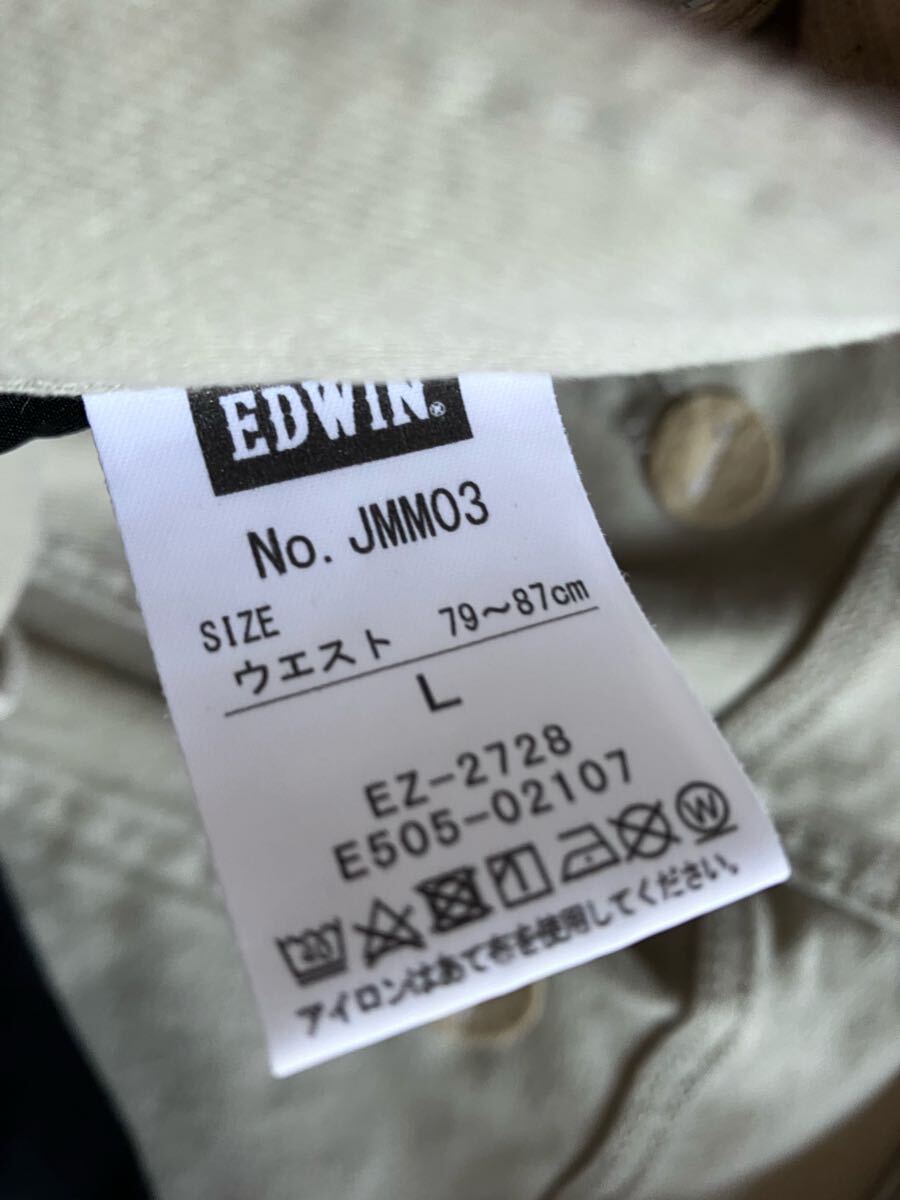 EDWIN®
No. JMM03
SIZE
ウエスト 79～87cm
L
EZ-2728
E505-02107
40
W
アイロンはあて布を使用してください。